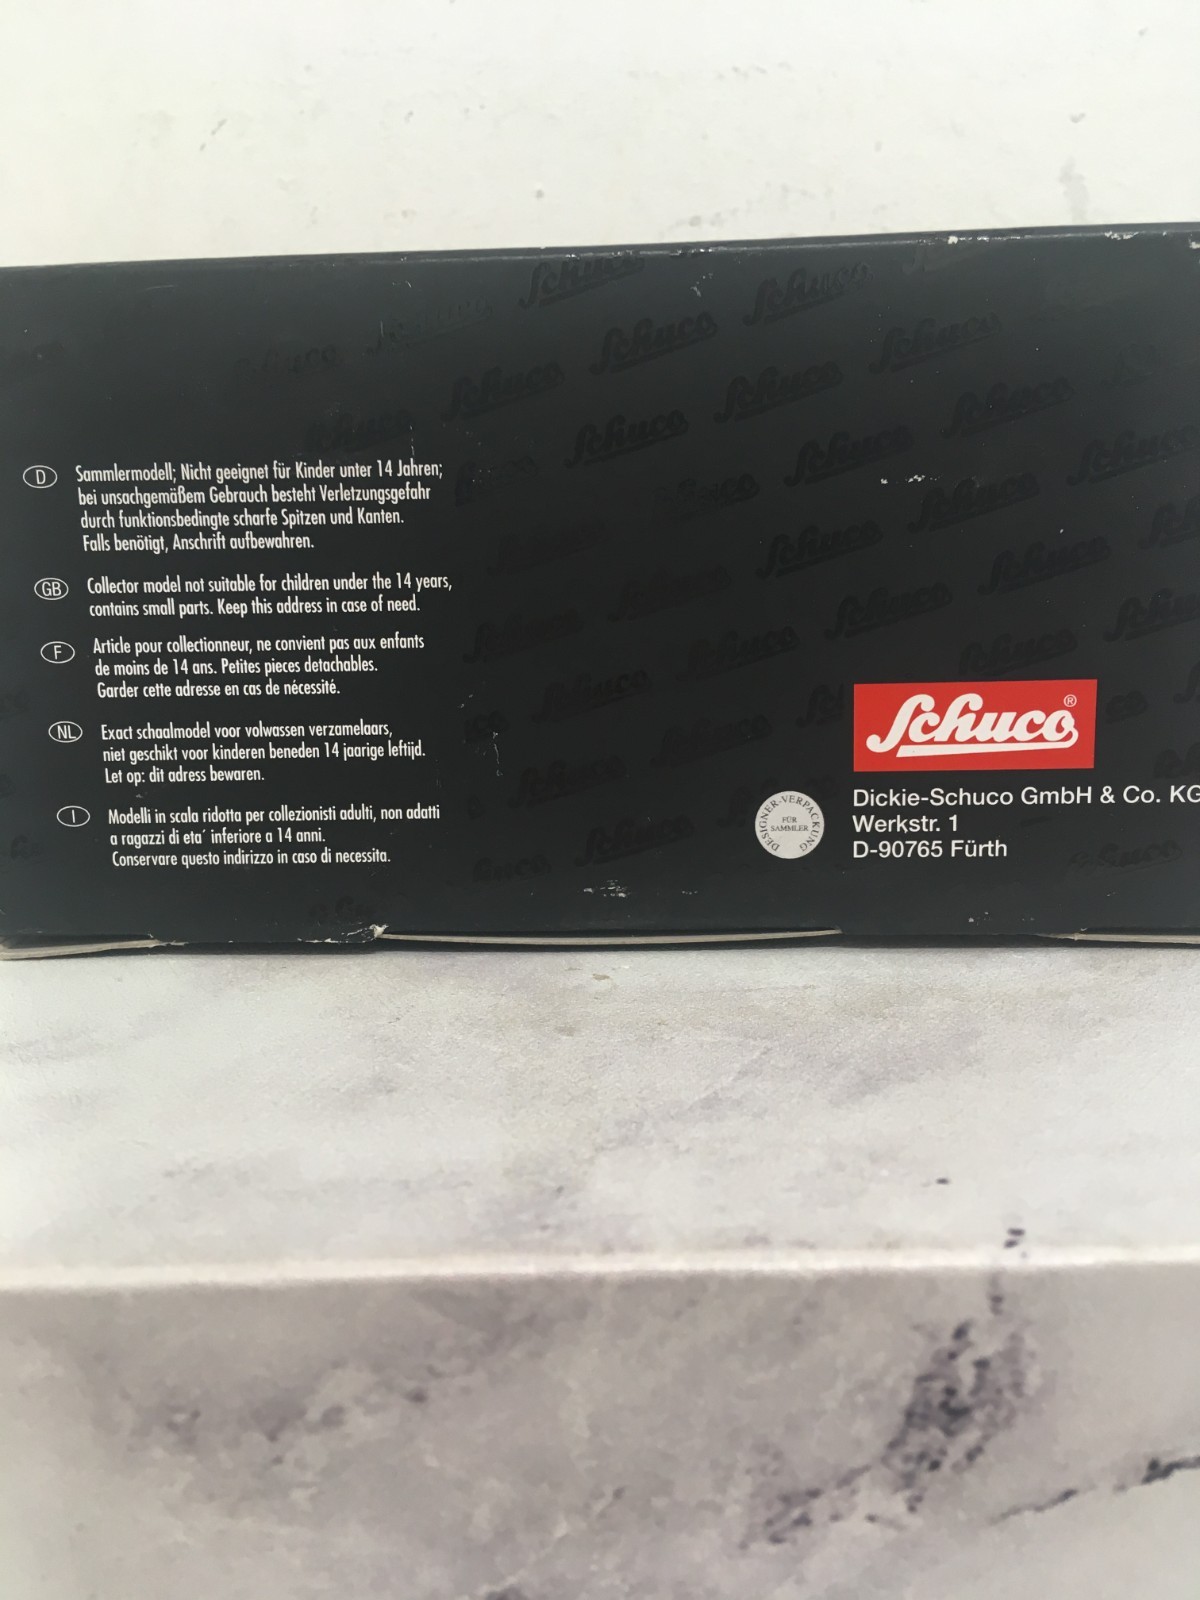 D
Sammlermodell; Nicht geeignet für Kinder unter 14 Jahren;
bei unsachgemäßem Gebrauch besteht Verletzungsgefahr
durch funktionsbedingte scharfe Spitzen und Kanten.
Falls benötigt, Anschrift aufbewahren.
GB
Collector model not suitable for children under the 14 years,
contains small parts. Keep this address in case of need.
F
Article pour collectionneur, ne convient pas aux enfants
de moins de 14 ans. Petites pieces detachables.
Garder cette adresse en cas de nécessité.
NL
Exact schaalmodel voor volwassen verzamelaars,
niet geschikt voor kinderen beneden 14 jaarige leftijd.
Let op: dit adress bewaren.
I
Modelli in scala ridotta per collezionisti adulti, non adatti
a ragazzi di eta´ inferiore a 14 anni.
Conservare questo indirizzo in caso di necessita.
Schuco®
DESIGNER-VERPACKUNG
FÜR
SAMMLER
Dickie-Schuco GmbH & Co. KG
Werkstr. 1
D-90765 Fürth